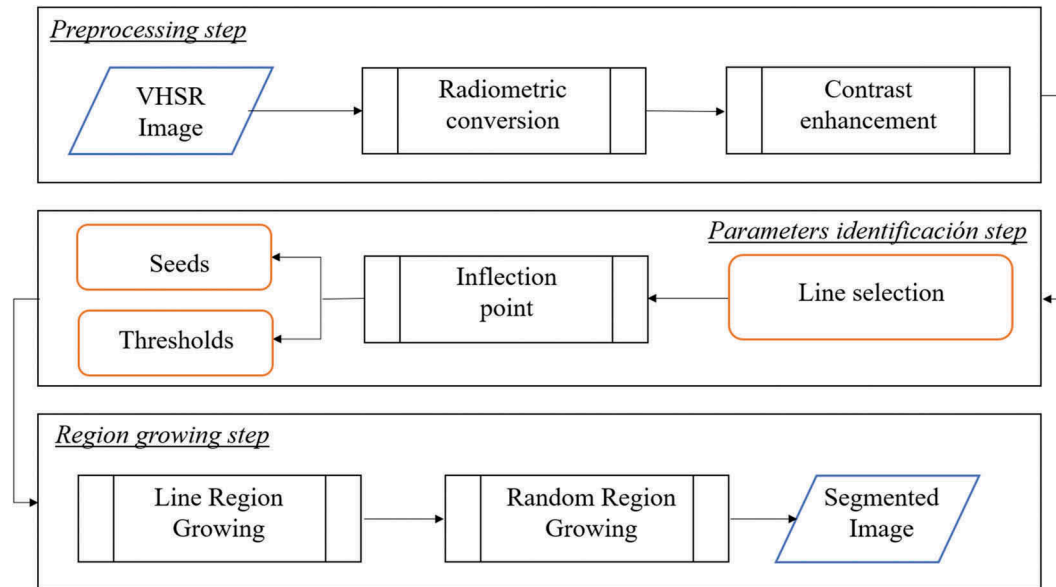 Preprocessing step
VHSR
Image
Radiometric
conversion
Contrast
enhancement
Parameters identificación step
Line selection
Inflection
point
Seeds
Thresholds
Region growing step
Line Region
Growing
Random Region
Growing
Segmented
Image